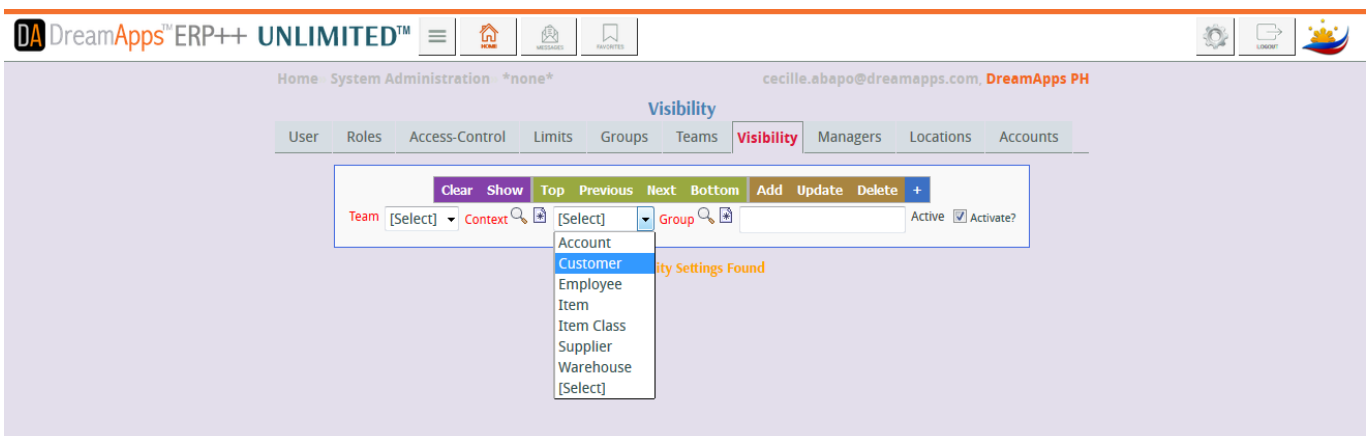 DA DreamApps™ ERP++ UNLIMITED™ HOME MESSAGES FAVORITES LOGOUT
Home System Administration *none* cecille.abapo@dreamapps.com, DreamApps PH
Visibility
User Roles Access-Control Limits Groups Teams Visibility Managers Locations Accounts
Clear Show Top Previous Next Bottom Add Update Delete +
Team [Select] Context [Select] Group Active Activate?
Account
Customer ity Settings Found
Employee
Item
Item Class
Supplier
Warehouse
[Select]